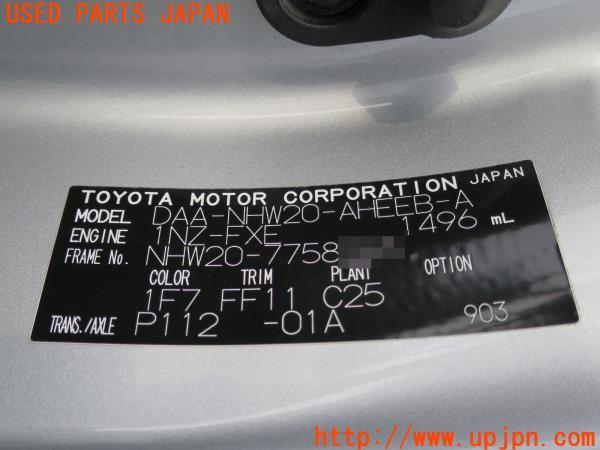 USED PARTS JAPAN
TOYOTA MOTOR CORPORATION JAPAN
MODEL DAA-NHW20-AHEEB-A
ENGINE 1NZ-FXE 1496 mL
FRAME No. NHW20-7758
COLOR TRIM PLANT OPTION
1F7 FF11 C25
TRANS./AXLE P112 -01A 903
http://www.upjpn.com/